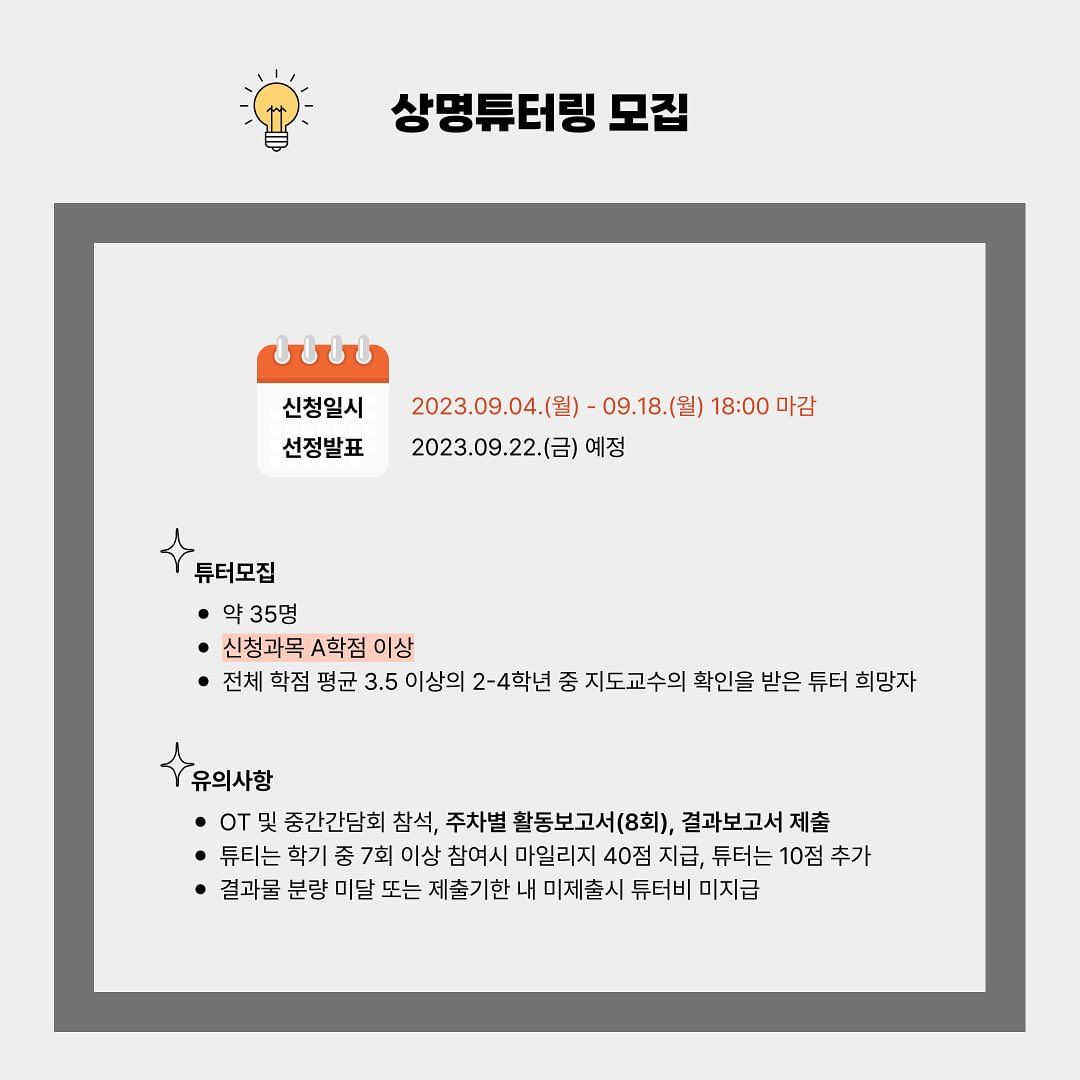 상명튜터링 모집
신청일시 2023.09.04.(월) - 09.18.(월) 18:00 마감
선정발표 2023.09.22.(금) 예정
튜터모집
• 약 35명
• 신청과목 A학점 이상
• 전체 학점 평균 3.5 이상의 2-4학년 중 지도교수의 확인을 받은 튜터 희망자
유의사항
• OT 및 중간간담회 참석, 주차별 활동보고서(8회), 결과보고서 제출
• 튜티는 학기 중 7회 이상 참여시 마일리지 40점 지급, 튜터는 10점 추가
• 결과물 분량 미달 또는 제출기한 내 미제출시 튜터비 미지급